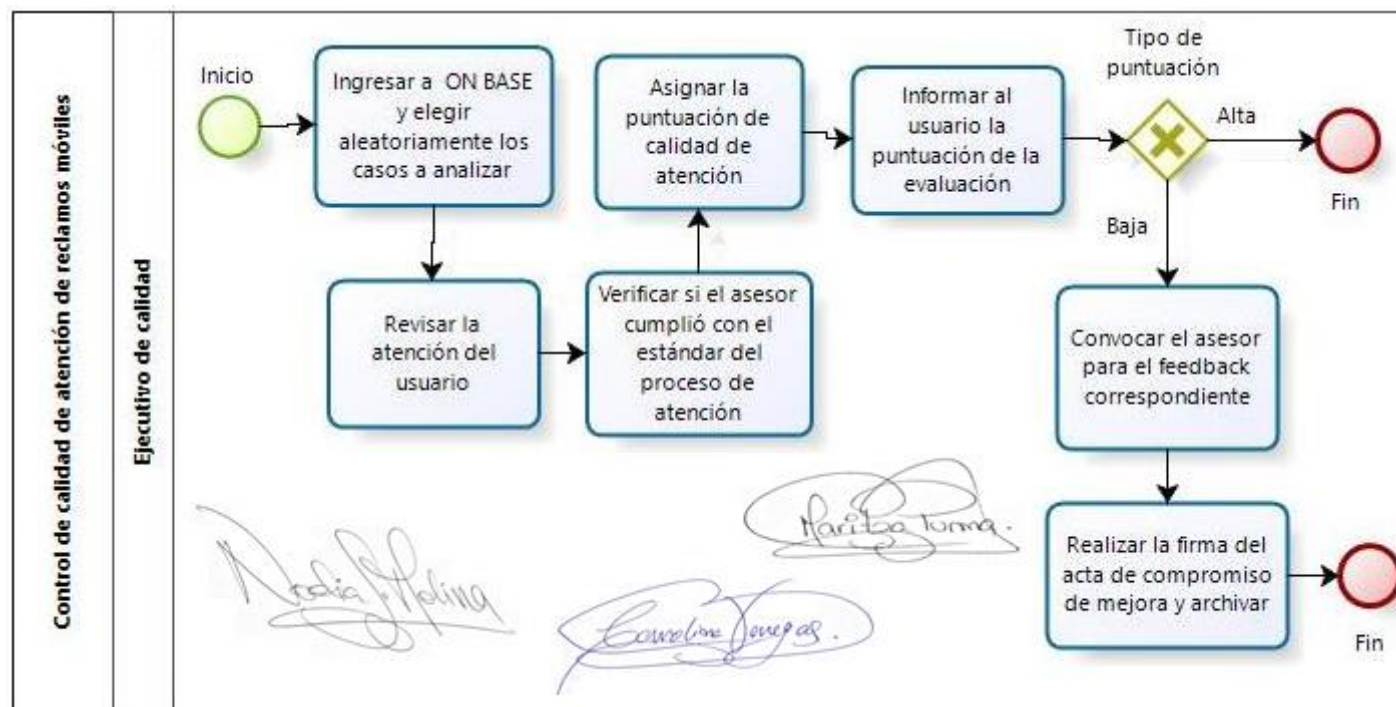 Control de calidad de atención de reclamos móviles
Ejecutivo de calidad
Inicio
Ingresar a ON BASE
y elegir
aleatoriamente los
casos a analizar
Revisar la
atención del
usuario
Verificar si el asesor
cumplió con el
estándar del
proceso de
atención
Asignar la
puntuación de
calidad de
atención
Informar al
usuario la
puntuación de la
evaluación
Tipo de
puntuación
Alta
Fin
Baja
Convocar el asesor
para el feedback
correspondiente
Realizar la firma del
acta de compromiso
de mejora y archivar
Fin
Molina